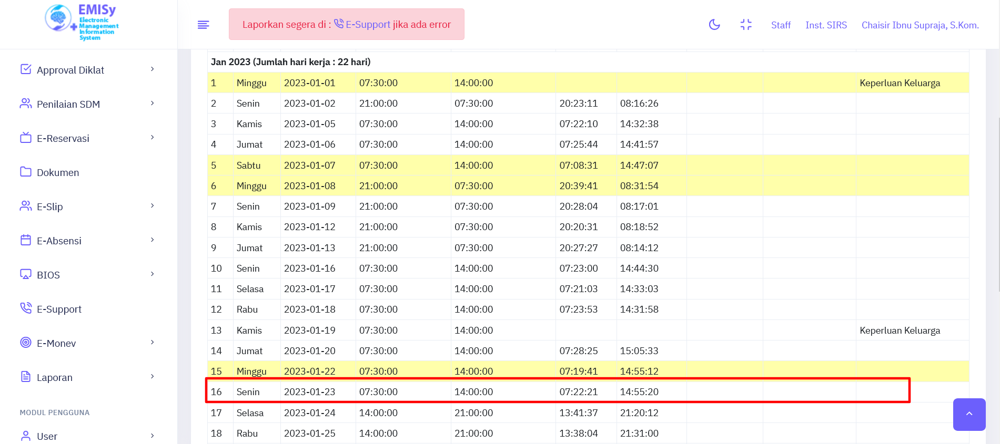 EMISy
Electronic
Management
Information
System
Laporkan segera di : E-Support jika ada error
Staff
Inst. SIRS
Chaisir Ibnu Supraja, S.Kom.
Approval Diklat
Penilaian SDM
E-Reservasi
Dokumen
E-Slip
E-Absensi
BIOS
E-Support
E-Monev
Laporan
MODUL PENGGUNA
User
Jan 2023 (Jumlah hari kerja : 22 hari)
1 Minggu 2023-01-01 07:30:00 14:00:00 Keperluan Keluarga
2 Senin 2023-01-02 21:00:00 07:30:00 20:23:11 08:16:26
3 Kamis 2023-01-05 07:30:00 14:00:00 07:22:10 14:32:38
4 Jumat 2023-01-06 07:30:00 14:00:00 07:25:44 14:41:57
5 Sabtu 2023-01-07 07:30:00 14:00:00 07:08:31 14:47:07
6 Minggu 2023-01-08 21:00:00 07:30:00 20:39:41 08:31:54
7 Senin 2023-01-09 21:00:00 07:30:00 20:28:04 08:17:01
8 Kamis 2023-01-12 21:00:00 07:30:00 20:20:31 08:18:52
9 Jumat 2023-01-13 21:00:00 07:30:00 20:27:27 08:14:12
10 Senin 2023-01-16 07:30:00 14:00:00 07:23:00 14:44:30
11 Selasa 2023-01-17 07:30:00 14:00:00 07:21:03 14:33:03
12 Rabu 2023-01-18 07:30:00 14:00:00 07:23:53 14:31:58
13 Kamis 2023-01-19 07:30:00 14:00:00 Keperluan Keluarga
14 Jumat 2023-01-20 07:30:00 14:00:00 07:28:25 15:05:33
15 Minggu 2023-01-22 07:30:00 14:00:00 07:19:41 14:55:12
16 Senin 2023-01-23 07:30:00 14:00:00 07:22:21 14:55:20
17 Selasa 2023-01-24 14:00:00 21:00:00 13:41:37 21:20:12
18 Rabu 2023-01-25 14:00:00 21:00:00 13:38:04 21:31:00